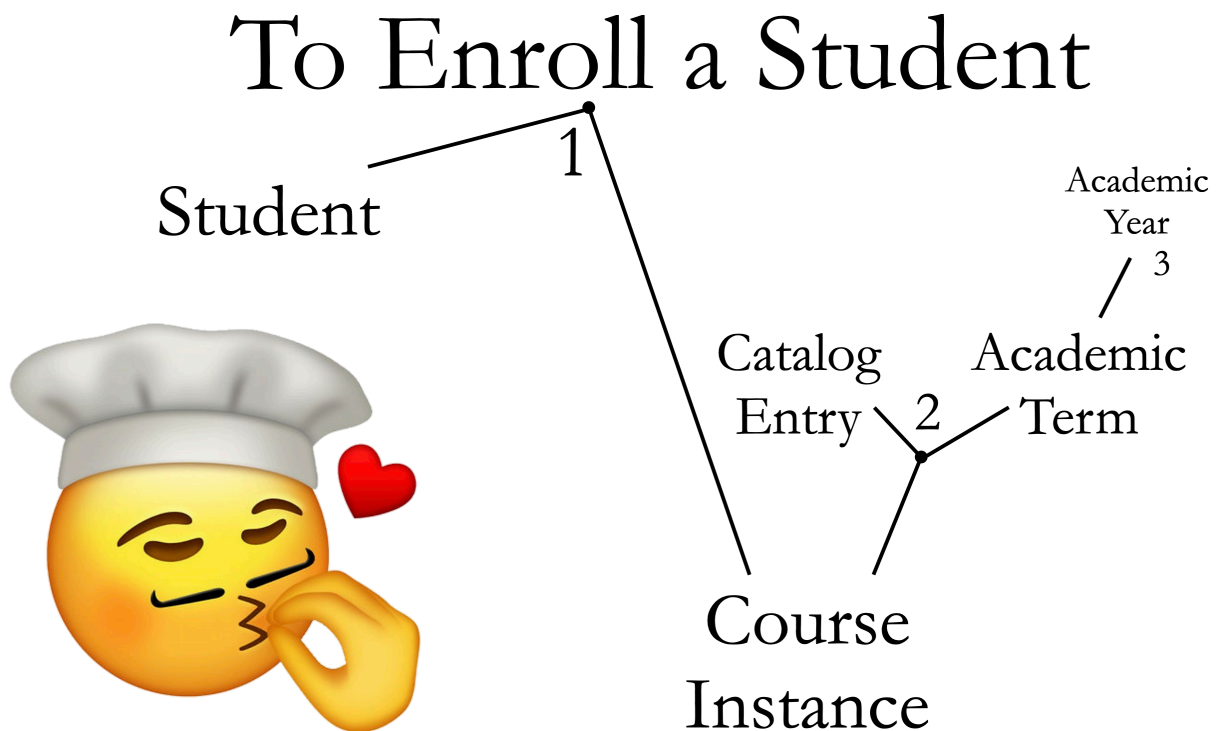 To Enroll a Student
1
Student
Academic
Year
3
Catalog
Entry
2
Academic
Term
Course
Instance